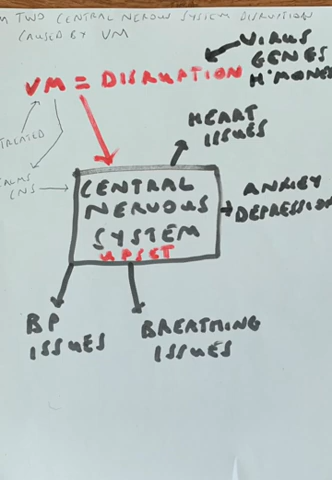 TWO CENTRAL NERVOUS SYSTEM DISRUPTION
CAUSED BY VM
VIRUS
GENES
H'MONES
VM = DISRUPTION
HEART
ISSUES
TREATED
CALMS
CNS
CENTRAL
NERVOUS
SYSTEM
UPSET
ANXIEY
DEPRESSION
BP
ISSUES
BREATHING
ISSUES